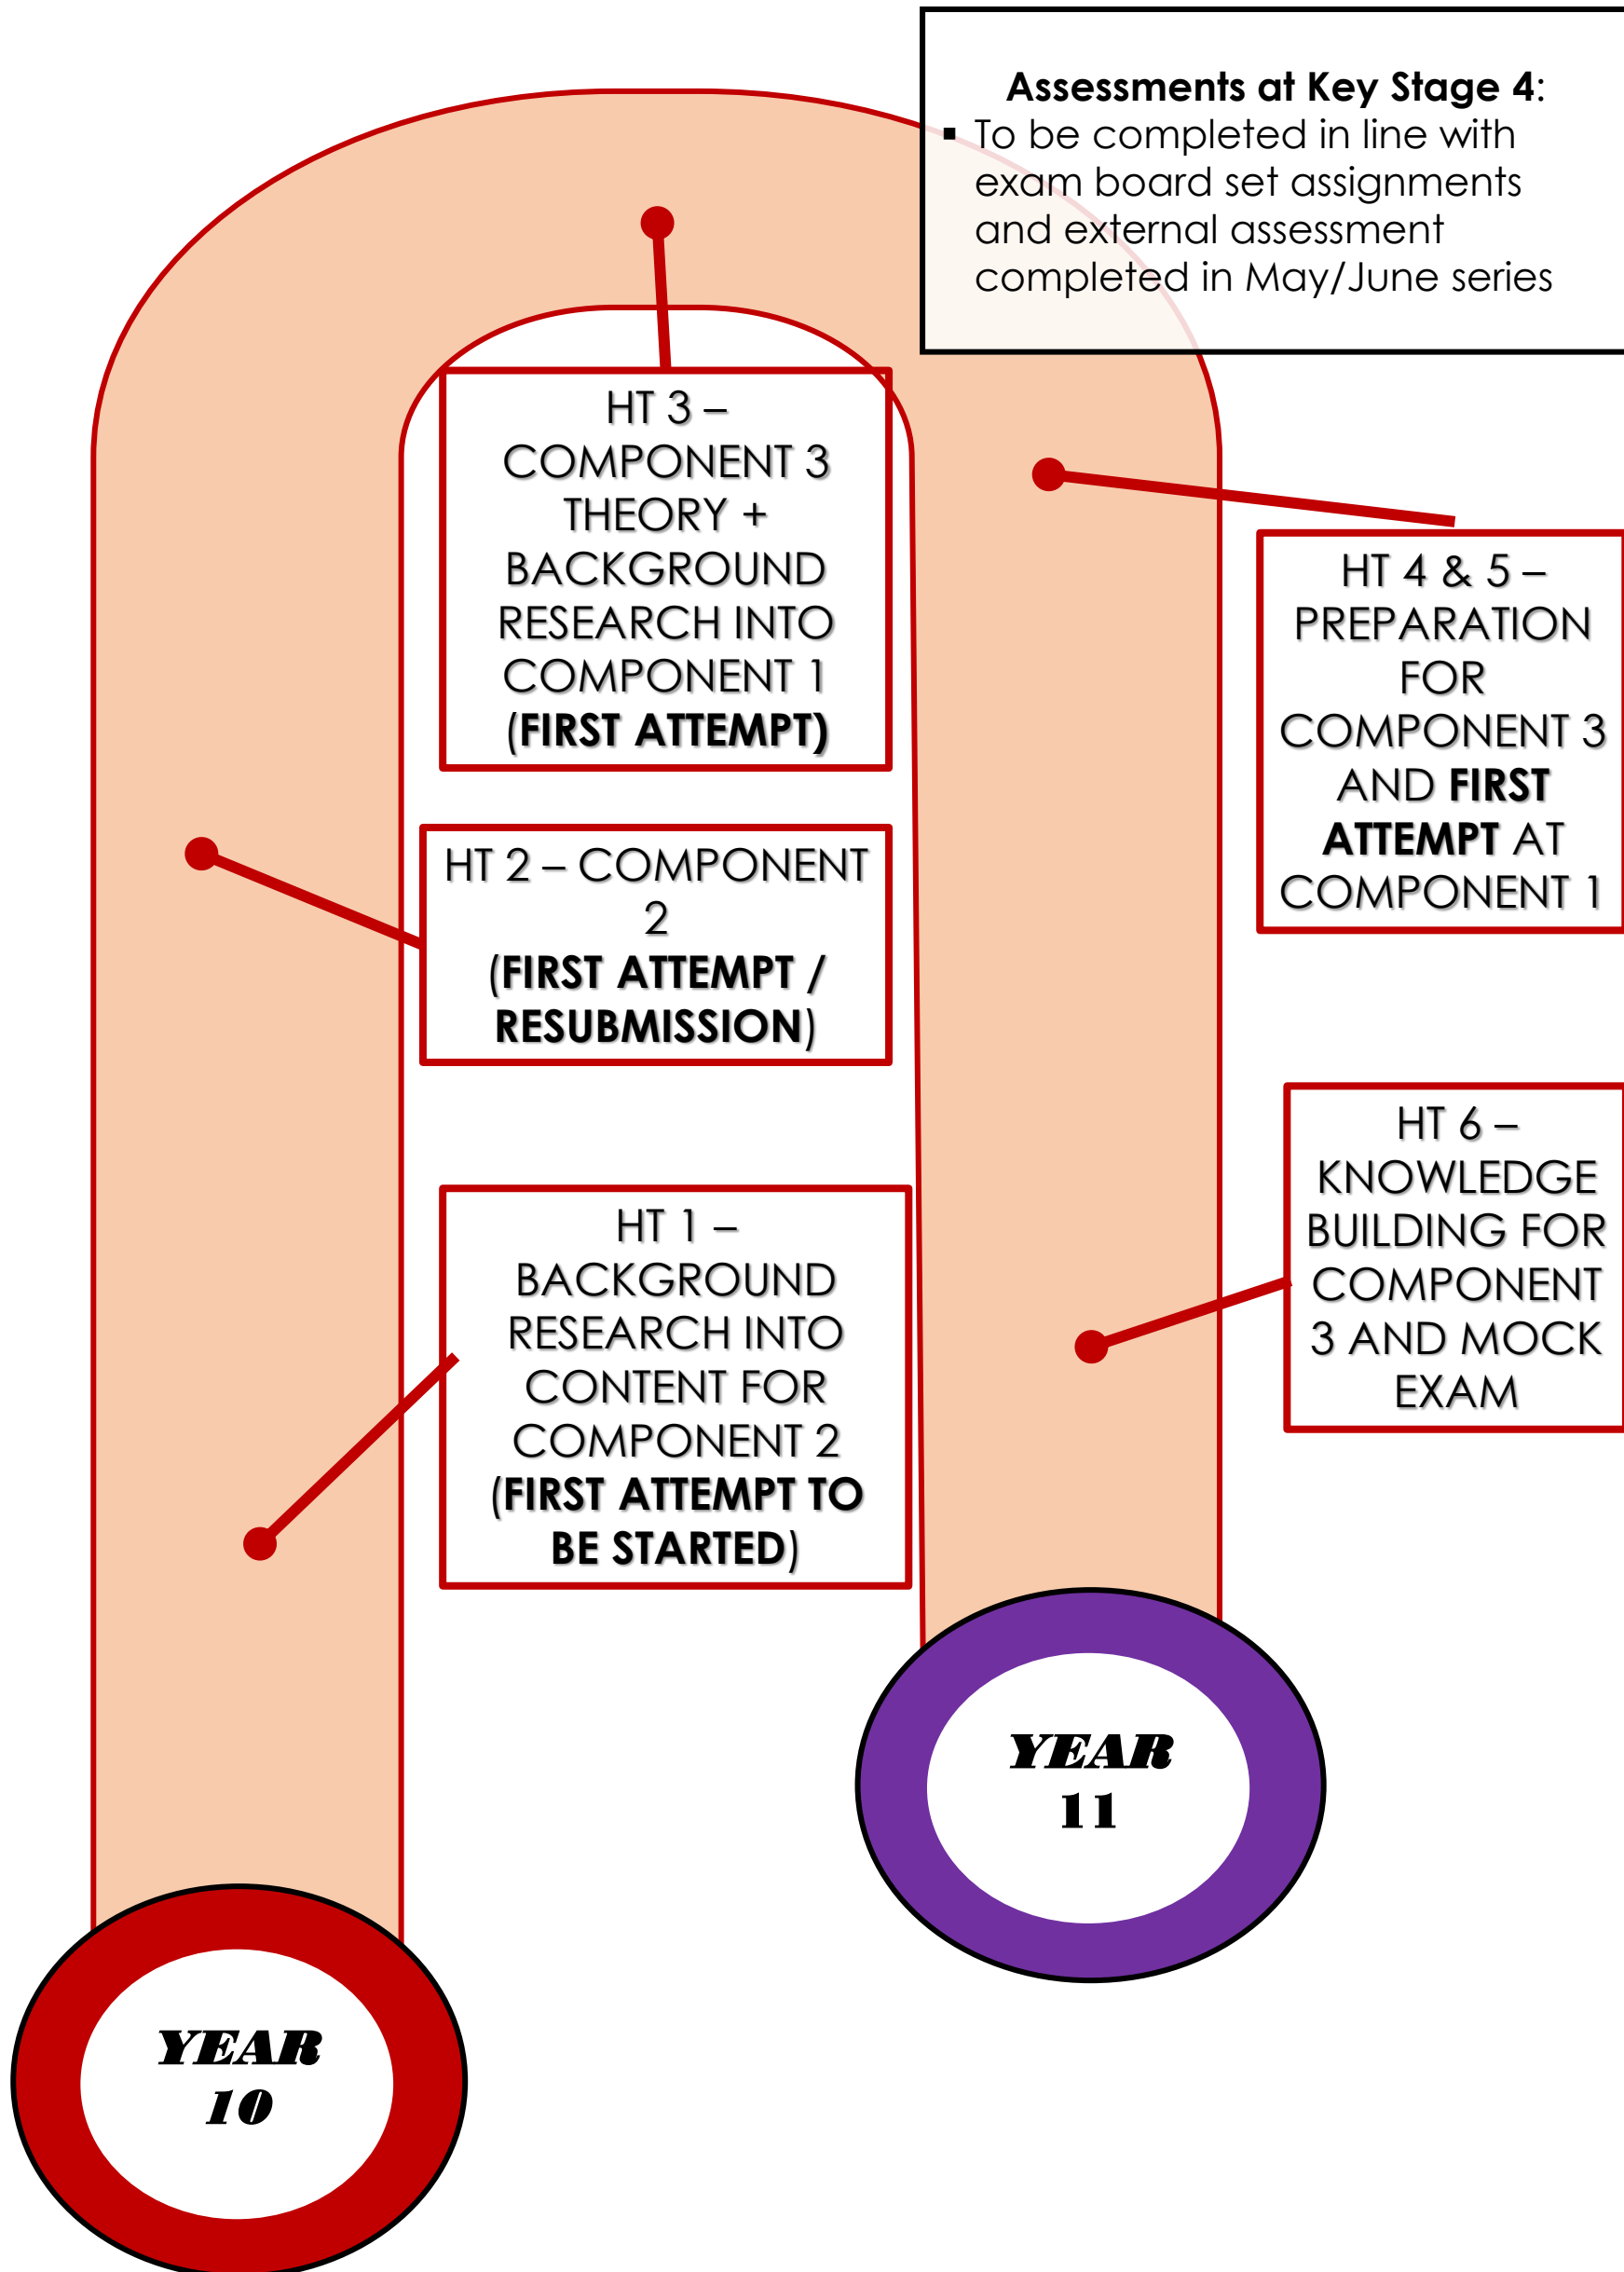 Assessments at Key Stage 4:
▪ To be completed in line with
exam board set assignments
and external assessment
completed in May/June series
HT 3 –
COMPONENT 3
THEORY +
BACKGROUND
RESEARCH INTO
COMPONENT 1
(FIRST ATTEMPT)
HT 4 & 5 –
PREPARATION
FOR
COMPONENT 3
AND FIRST
ATTEMPT AT
COMPONENT 1
HT 2 – COMPONENT
2
(FIRST ATTEMPT /
RESUBMISSION)
HT 6 –
KNOWLEDGE
BUILDING FOR
COMPONENT
3 AND MOCK
EXAM
HT 1 –
BACKGROUND
RESEARCH INTO
CONTENT FOR
COMPONENT 2
(FIRST ATTEMPT TO
BE STARTED)
YEAR
11
YEAR
10